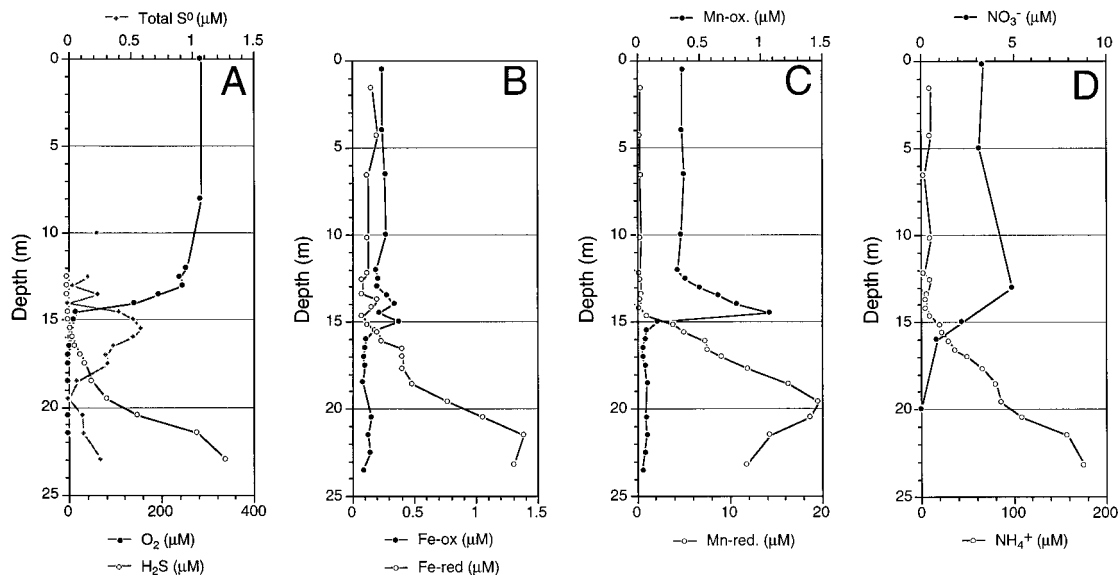 Total S⁰ (µM)
0 0.5 1 1.5
A
Depth (m)
0
5
10
15
20
25
0 200 400
O₂ (µM)
H₂S (µM)
B
Depth (m)
0
5
10
15
20
25
0 0.5 1 1.5
Fe-ox (µM)
Fe-red (µM)
Mn-ox. (µM)
0 0.5 1 1.5
C
Depth (m)
0
5
10
15
20
25
0 10 20
Mn-red. (µM)
NO₃⁻ (µM)
0 5 10
D
Depth (m)
0
5
10
15
20
25
0 100 200
NH₄⁺ (µM)